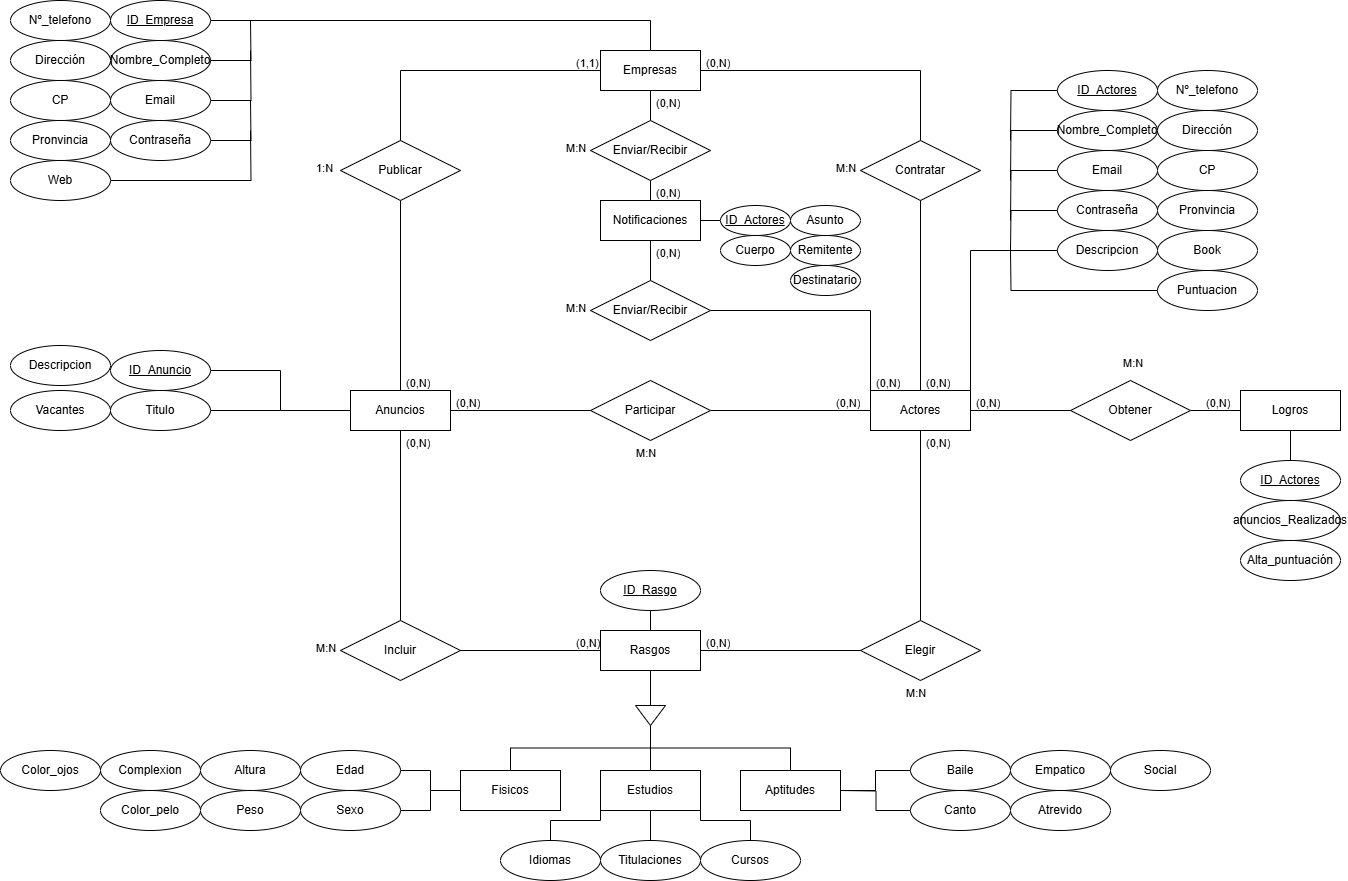 Nº_telefono
ID_Empresa
Dirección
Nombre_Completo
CP
Email
Pronvincia
Contraseña
Web
(1,1)
Empresas
(0,N)
(0,N)
M:N
Enviar/Recibir
1:N
Publicar
M:N
Contratar
(0,N)
Notificaciones
ID_Actores
Asunto
Cuerpo
Remitente
Destinatario
(0,N)
M:N
Enviar/Recibir
ID_Actores
Nº_telefono
Nombre_Completo
Dirección
Email
CP
Contraseña
Pronvincia
Descripcion
Book
Puntuacion
Descripcion
ID_Anuncio
Vacantes
Titulo
(0,N)
Anuncios
(0,N)
(0,N)
Participar
M:N
(0,N)
(0,N)
(0,N)
Actores
(0,N)
(0,N)
M:N
Obtener
(0,N)
Logros
ID_Actores
anuncios_Realizados
Alta_puntuación
ID_Rasgo
M:N
Incluir
(0,N)
Rasgos
(0,N)
Elegir
M:N
Color_ojos
Complexion
Altura
Edad
Color_pelo
Peso
Sexo
Fisicos
Estudios
Aptitudes
Baile
Empatico
Social
Canto
Atrevido
Idiomas
Titulaciones
Cursos